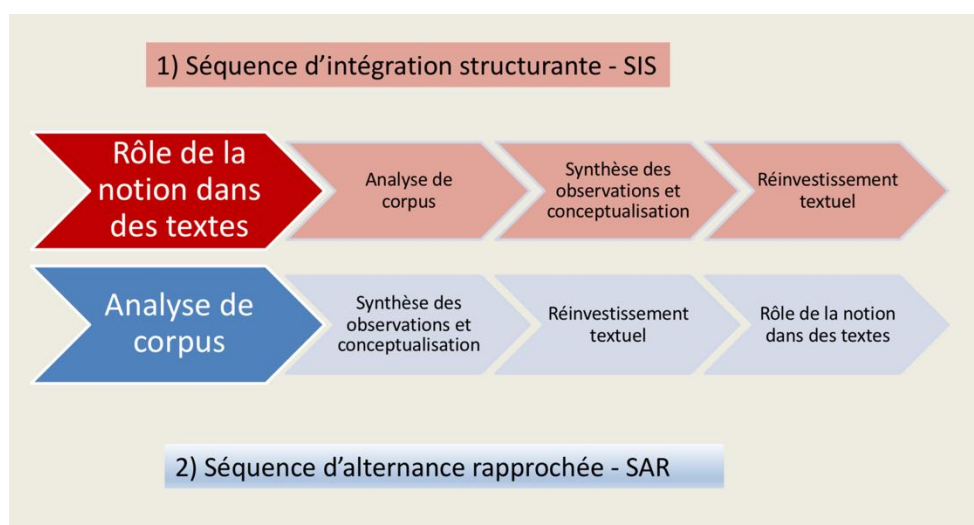 1) Séquence d'intégration structurante - SIS
Rôle de la
notion dans
des textes
Analyse de
corpus
Synthèse des
observations et
conceptualisation
Réinvestissement
textuel
Analyse de
corpus
Synthèse des
observations et
conceptualisation
Réinvestissement
textuel
Rôle de la notion
dans des textes
2) Séquence d'alternance rapprochée - SAR